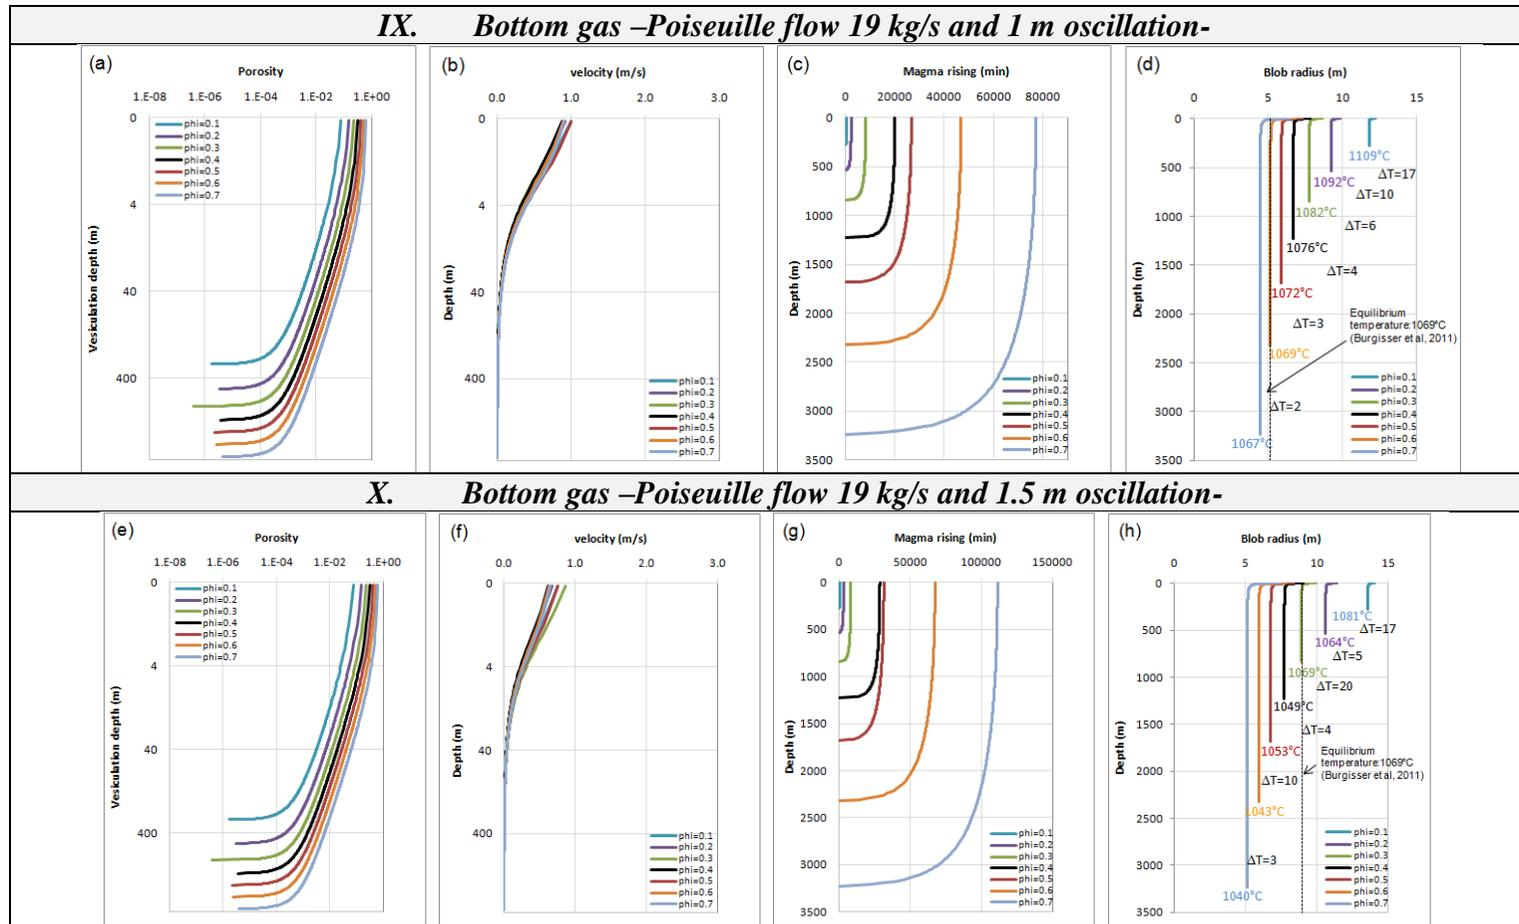 IX. Bottom gas –Poiseuille flow 19 kg/s and 1 m oscillation-
(a)
Porosity
1.E-08 1.E-06 1.E-04 1.E-02 1.E+00
0
4
40
400
Vesiculation depth (m)
phi=0.1
phi=0.2
phi=0.3
phi=0.4
phi=0.5
phi=0.6
phi=0.7
(b)
velocity (m/s)
0.0 1.0 2.0 3.0
0
4
40
400
Depth (m)
phi=0.1
phi=0.2
phi=0.3
phi=0.4
phi=0.5
phi=0.6
phi=0.7
(c)
Magma rising (min)
0 20000 40000 60000 80000
0
500
1000
1500
2000
2500
3000
3500
Depth (m)
phi=0.1
phi=0.2
phi=0.3
phi=0.4
phi=0.5
phi=0.6
phi=0.7
(d)
Blob radius (m)
0 5 10 15
0
500
1000
1500
2000
2500
3000
3500
Depth (m)
1109°C
ΔT=17
1092°C
ΔT=10
1082°C
ΔT=6
1076°C
ΔT=4
1072°C
ΔT=3
Equilibrium
temperature:1069°C
(Burgisser et al, 2011)
1069°C
ΔT=2
1067°C
phi=0.1
phi=0.2
phi=0.3
phi=0.4
phi=0.5
phi=0.6
phi=0.7
X. Bottom gas –Poiseuille flow 19 kg/s and 1.5 m oscillation-
(e)
Porosity
1.E-08 1.E-06 1.E-04 1.E-02 1.E+00
0
4
40
400
Vesiculation depth (m)
phi=0.1
phi=0.2
phi=0.3
phi=0.4
phi=0.5
phi=0.6
phi=0.7
(f)
velocity (m/s)
0.0 1.0 2.0 3.0
0
4
40
400
Depth (m)
phi=0.1
phi=0.2
phi=0.3
phi=0.4
phi=0.5
phi=0.6
phi=0.7
(g)
Magma rising (min)
0 50000 100000 150000
0
500
1000
1500
2000
2500
3000
3500
Depth (m)
phi=0.1
phi=0.2
phi=0.3
phi=0.4
phi=0.5
phi=0.6
phi=0.7
(h)
Blob radius (m)
0 5 10 15
0
500
1000
1500
2000
2500
3000
3500
Depth (m)
1081°C
ΔT=17
1064°C
ΔT=5
1069°C
ΔT=20
1049°C
ΔT=4
1053°C
Equilibrium
temperature:1069°C
(Burgisser et al, 2011)
ΔT=10
1043°C
ΔT=3
1040°C
phi=0.1
phi=0.2
phi=0.3
phi=0.4
phi=0.5
phi=0.6
phi=0.7